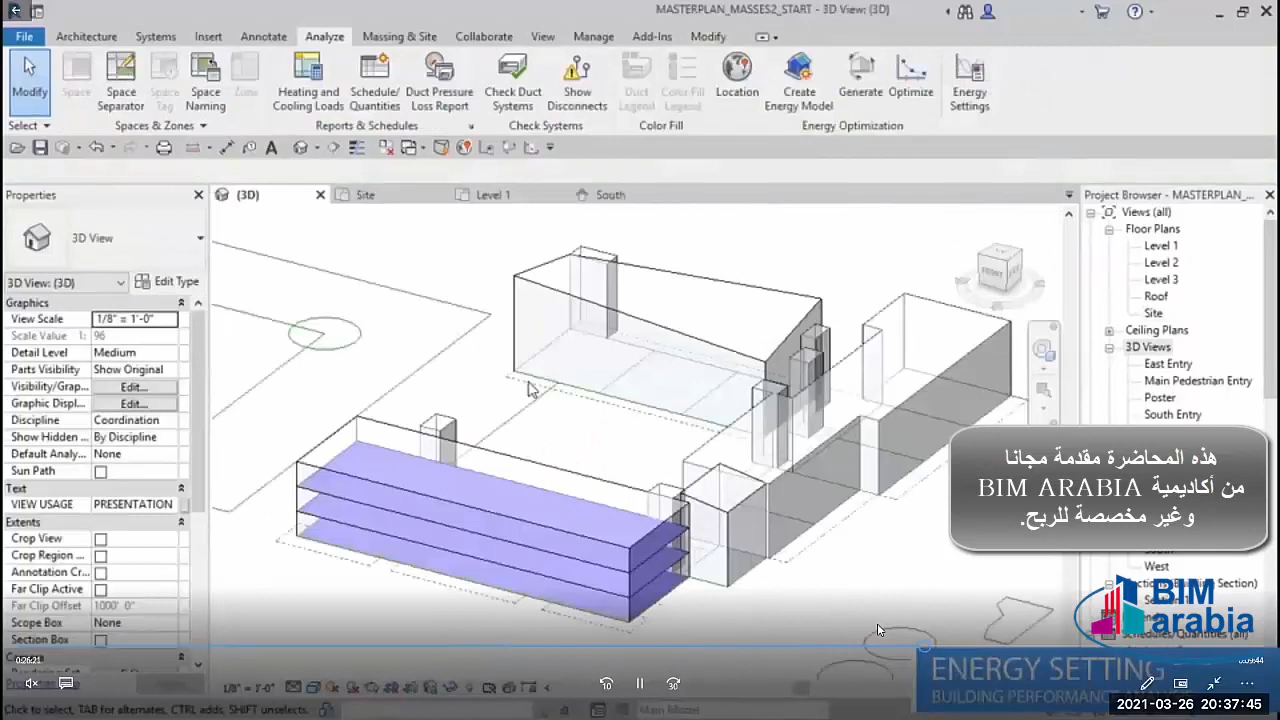 MASTERPLAN_MASSES2_START - 3D View: (3D)
File Architecture Systems Insert Annotate Analyze Massing & Site Collaborate View Manage Add-Ins Modify
Modify Space Space Separator Space Tag Space Naming Zone Heating and Cooling Loads Schedule/ Quantities Duct Pressure Loss Report Check Duct Systems Show Disconnects Duct Legend Color Fill Legend Location Create Energy Model Generate Optimize Energy Settings
Select Spaces & Zones Reports & Schedules Check Systems Color Fill Energy Optimization
Properties
3D View
3D View: (3D) Edit Type
Graphics
View Scale 1/8" = 1'-0"
Scale Value 1: 96
Detail Level Medium
Parts Visibility Show Original
Visibility/Grap... Edit...
Graphic Displ... Edit...
Discipline Coordination
Show Hidden ... By Discipline
Default Analy... None
Sun Path
Text
VIEW USAGE PRESENTATION
Extents
Crop View
Crop Region ...
Annotation Cr...
Far Clip Active
Far Clip Offset 1000' 0"
Scope Box None
Section Box
(3D) Site Level 1 South
FRONT
Project Browser - MASTERPLAN_...
Views (all)
Floor Plans
Level 1
Level 2
Level 3
Roof
Site
Ceiling Plans
3D Views
East Entry
Main Pedestrian Entry
Poster
South Entry
هذه المحاضرة مقدمة مجانا
من أكاديمية BIM ARABIA
وغير مخصصة للربح.
West
BIM
arabia
0:26:21
10 30
1/8" = 1'-0"
ENERGY SETTING
BUILDING PERFORMANCE ANALYSIS
Click to select, TAB for alternates, CTRL adds, SHIFT unselects.
Main Model
2021-03-26 20:37:45